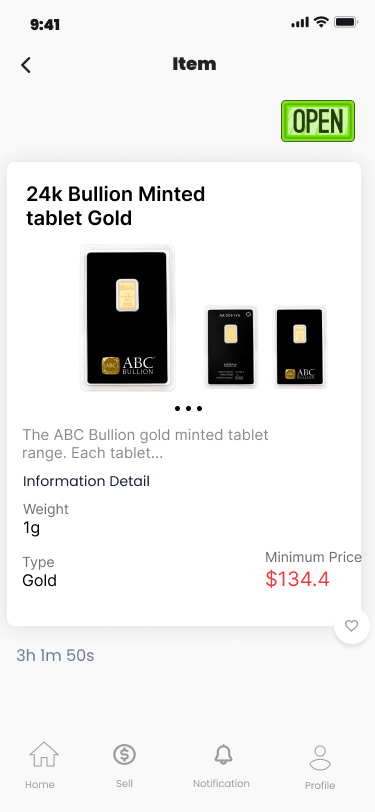 9:41
Item
OPEN
24k Bullion Minted
tablet Gold
ABC
BULLION
ABC
BULLION
The ABC Bullion gold minted tablet
range. Each tablet...
Information Detail
Weight
1g
Type
Gold
Minimum Price
$134.4
3h 1m 50s
Home
Sell
Notification
Profile